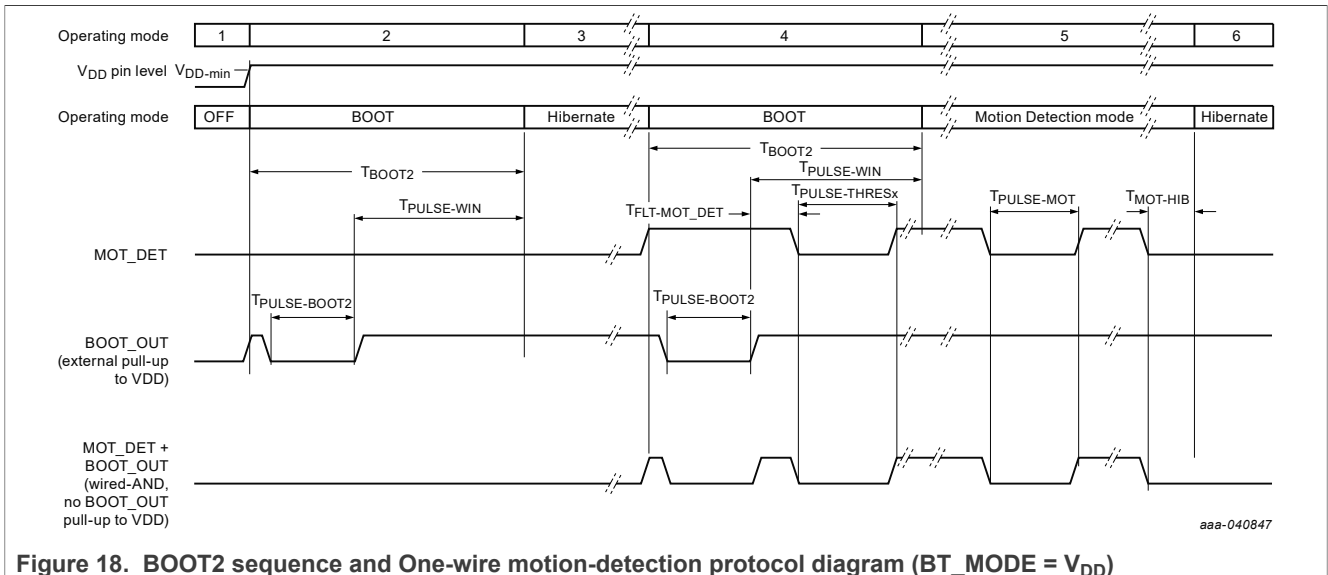 Operating mode 1 2 3 4 5 6
VDD pin level VDD-min
Operating mode OFF BOOT Hibernate BOOT Motion Detection mode Hibernate
TBOOT2 TBOOT2
TPULSE-WIN TPULSE-WIN
TFLT-MOT_DET TPULSE-THRESx TPULSE-MOT TMOT-HIB
MOT_DET
TPULSE-BOOT2 TPULSE-BOOT2
BOOT_OUT
(external pull-up
to VDD)
MOT_DET +
BOOT_OUT
(wired-AND,
no BOOT_OUT
pull-up to VDD)
aaa-040847
Figure 18. BOOT2 sequence and One-wire motion-detection protocol diagram (BT_MODE = VDD)